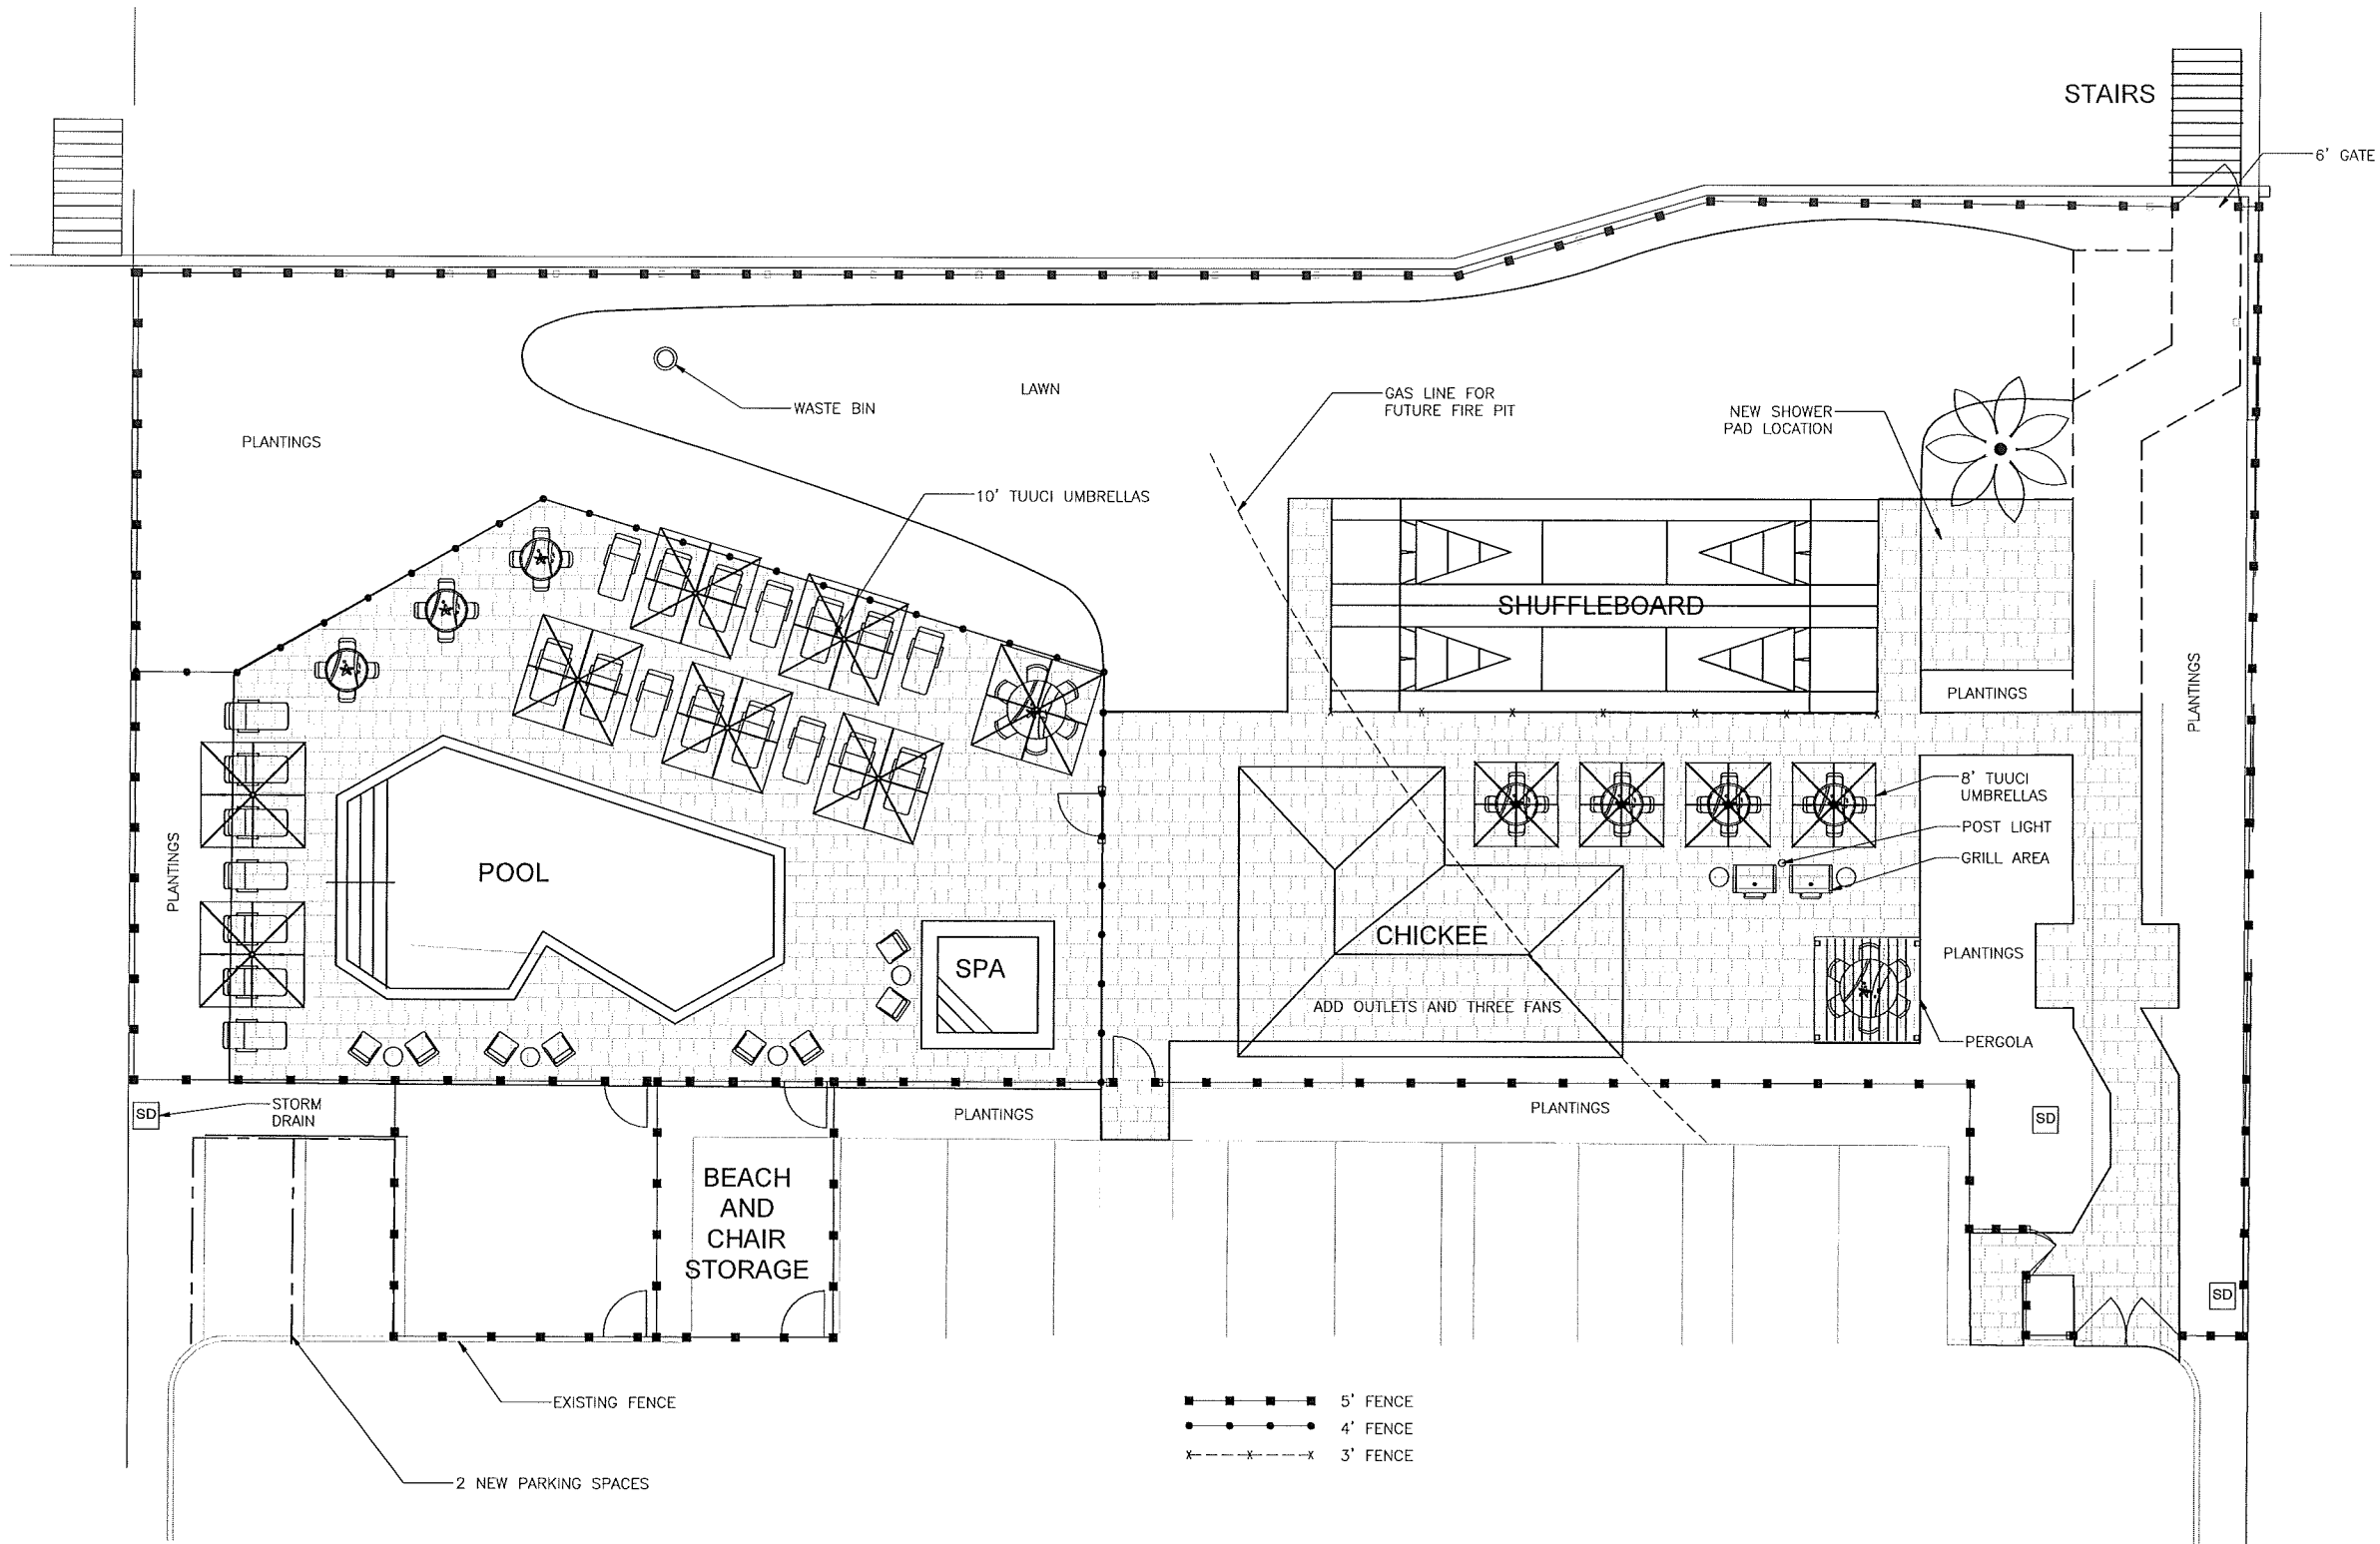 STAIRS
6' GATE
LAWN
WASTE BIN
GAS LINE FOR
FUTURE FIRE PIT
NEW SHOWER
PAD LOCATION
PLANTINGS
10' TUUCI UMBRELLAS
SHUFFLEBOARD
PLANTINGS
PLANTINGS
8' TUUCI
UMBRELLAS
POST LIGHT
GRILL AREA
PLANTINGS
POOL
SPA
CHICKEE
ADD OUTLETS AND THREE FANS
PLANTINGS
PERGOLA
SD
STORM
DRAIN
PLANTINGS
PLANTINGS
SD
BEACH
AND
CHAIR
STORAGE
SD
EXISTING FENCE
2 NEW PARKING SPACES
5' FENCE
4' FENCE
3' FENCE